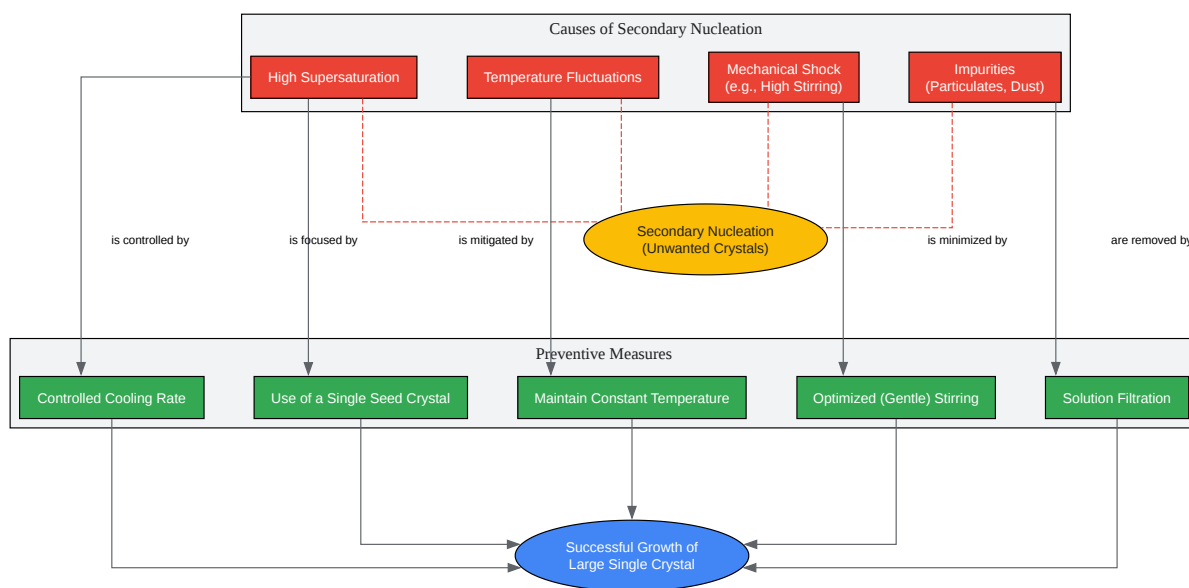 Causes of Secondary Nucleation
High Supersaturation
Temperature Fluctuations
Mechanical Shock
(e.g., High Stirring)
Impurities
(Particulates, Dust)
Secondary Nucleation
(Unwanted Crystals)
is controlled by
is focused by
is mitigated by
is minimized by
are removed by
Preventive Measures
Controlled Cooling Rate
Use of a Single Seed Crystal
Maintain Constant Temperature
Optimized (Gentle) Stirring
Solution Filtration
Successful Growth of
Large Single Crystal